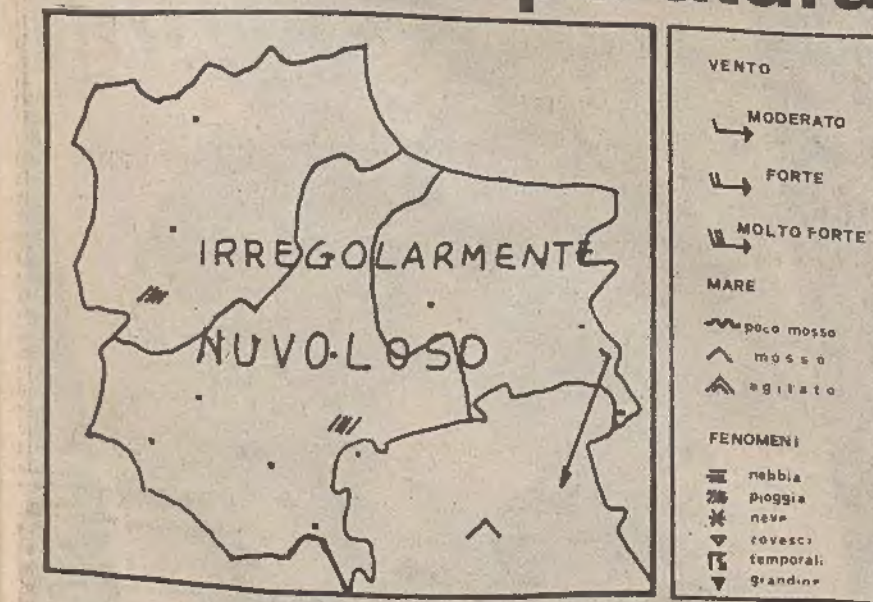 IRREGOLARMENTE
NUVOLOSO
VENTO
MODERATO
FORTE
MOLTO FORTE
MARE
poco mosso
mosso
agitato
FENOMENI
nebbia
pioggia
neve
rovesci
temporali
grandine